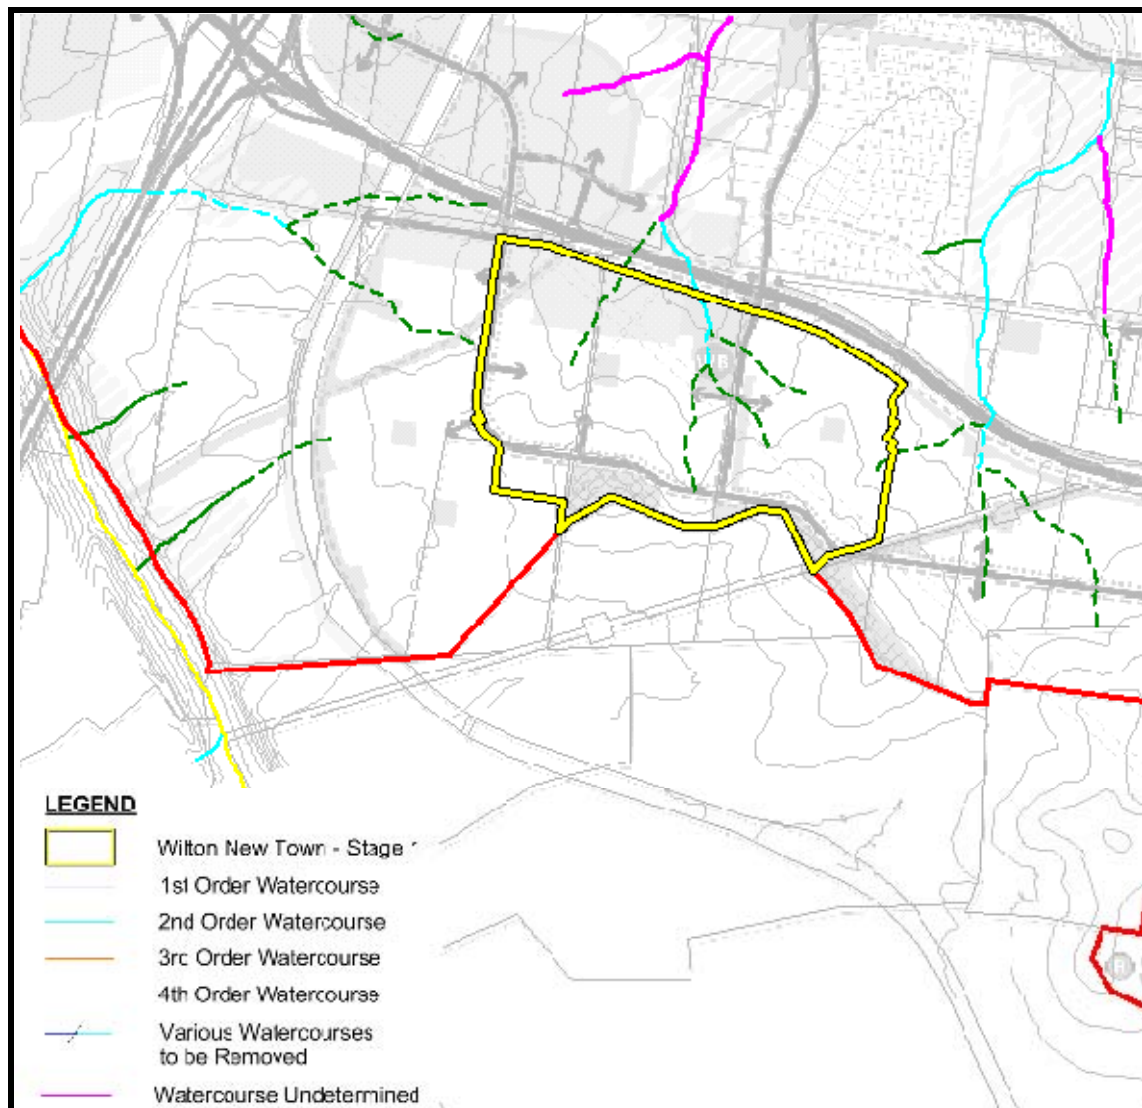 LEGEND
Wilton New Town - Stage
1st Order Watercourse
2nd Order Watercourse
3rd Order Watercourse
4th Order Watercourse
Various Watercourses
to be Removed
Watercourse Undetermined